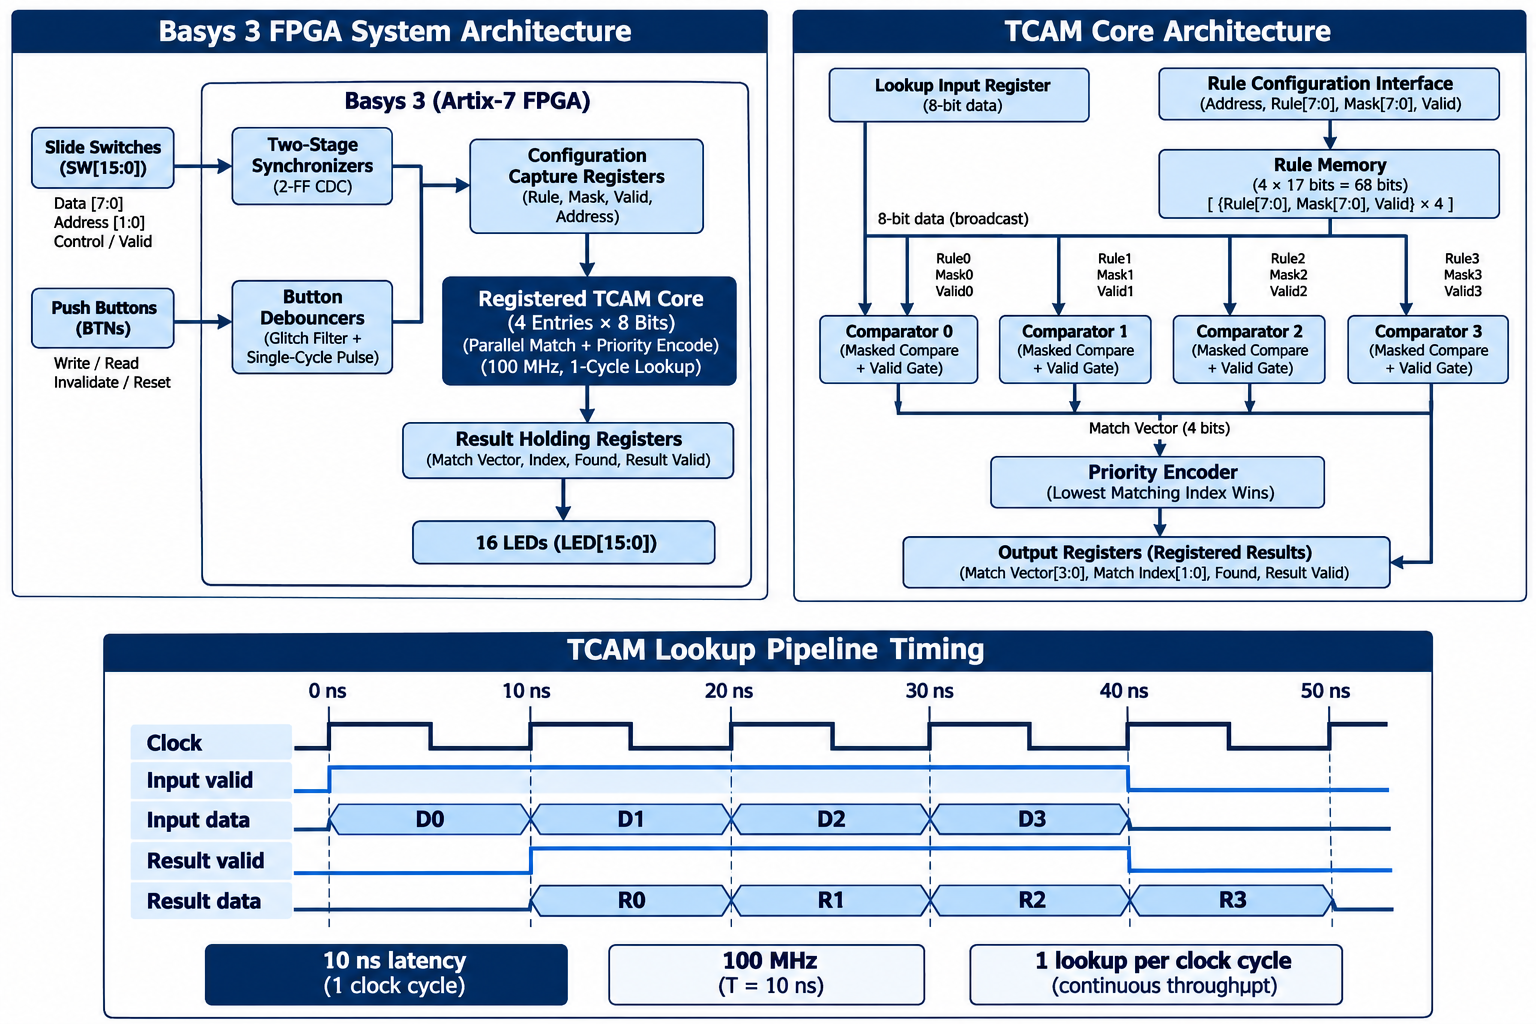 Basys 3 FPGA System Architecture
Basys 3 (Artix-7 FPGA)
Slide Switches
(SW[15:0])
Data [7:0]
Address [1:0]
Control / Valid
Two-Stage
Synchronizers
(2-FF CDC)
Configuration
Capture Registers
(Rule, Mask, Valid,
Address)
Push Buttons
(BTNs)
Write / Read
Invalidate / Reset
Button
Debouncers
(Glitch Filter +
Single-Cycle Pulse)
Registered TCAM Core
(4 Entries × 8 Bits)
(Parallel Match + Priority Encode)
(100 MHz, 1-Cycle Lookup)
Result Holding Registers
(Match Vector, Index, Found, Result Valid)
16 LEDs (LED[15:0])
TCAM Core Architecture
Lookup Input Register
(8-bit data)
Rule Configuration Interface
(Address, Rule[7:0], Mask[7:0], Valid)
Rule Memory
(4 × 17 bits = 68 bits)
[ {Rule[7:0], Mask[7:0], Valid} × 4 ]
8-bit data (broadcast)
Rule0
Mask0
Valid0
Rule1
Mask1
Valid1
Rule2
Mask2
Valid2
Rule3
Mask3
Valid3
Comparator 0
(Masked Compare
+ Valid Gate)
Comparator 1
(Masked Compare
+ Valid Gate)
Comparator 2
(Masked Compare
+ Valid Gate)
Comparator 3
(Masked Compare
+ Valid Gate)
Match Vector (4 bits)
Priority Encoder
(Lowest Matching Index Wins)
Output Registers (Registered Results)
(Match Vector[3:0], Match Index[1:0], Found, Result Valid)
TCAM Lookup Pipeline Timing
0 ns 10 ns 20 ns 30 ns 40 ns 50 ns
Clock
Input valid
Input data D0 D1 D2 D3
Result valid
Result data R0 R1 R2 R3
10 ns latency
(1 clock cycle)
100 MHz
(T = 10 ns)
1 lookup per clock cycle
(continuous throughput)